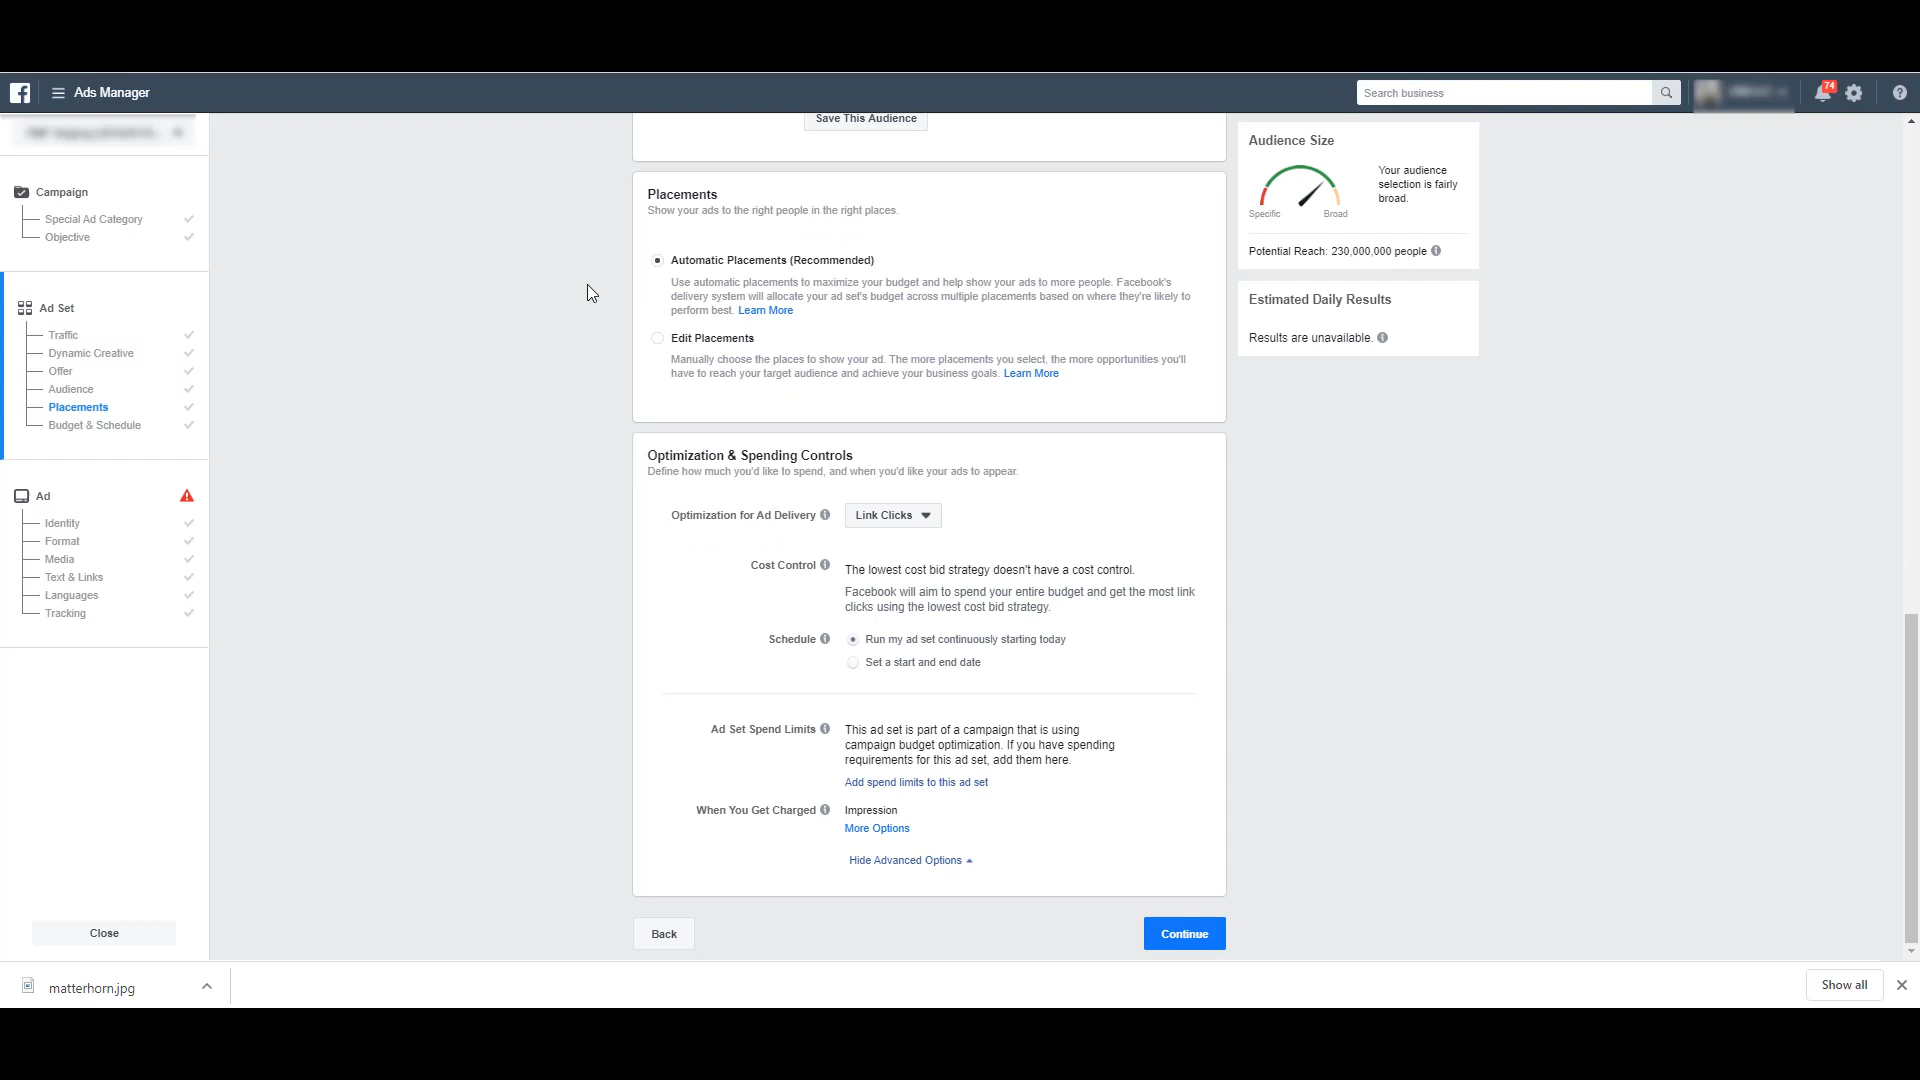 Ads Manager
Search business
74
Campaign
Special Ad Category
Objective
Ad Set
Traffic
Dynamic Creative
Offer
Audience
Placements
Budget & Schedule
Ad
Identity
Format
Media
Text & Links
Languages
Tracking
Close
Save This Audience
Placements
Show your ads to the right people in the right places.
Automatic Placements (Recommended)
Use automatic placements to maximize your budget and help show your ads to more people. Facebook's
delivery system will allocate your ad set's budget across multiple placements based on where they're likely to
perform best. Learn More
Edit Placements
Manually choose the places to show your ad. The more placements you select, the more opportunities you'll
have to reach your target audience and achieve your business goals. Learn More
Optimization & Spending Controls
Define how much you'd like to spend, and when you'd like your ads to appear.
Optimization for Ad Delivery
Link Clicks
Cost Control
The lowest cost bid strategy doesn't have a cost control.
Facebook will aim to spend your entire budget and get the most link
clicks using the lowest cost bid strategy.
Schedule
Run my ad set continuously starting today
Set a start and end date
Ad Set Spend Limits
This ad set is part of a campaign that is using
campaign budget optimization. If you have spending
requirements for this ad set, add them here.
Add spend limits to this ad set
When You Get Charged
Impression
More Options
Hide Advanced Options
Back
Continue
Audience Size
Your audience
selection is fairly
broad.
Specific
Broad
Potential Reach: 230,000,000 people
Estimated Daily Results
Results are unavailable.
matterhorn.jpg
Show all